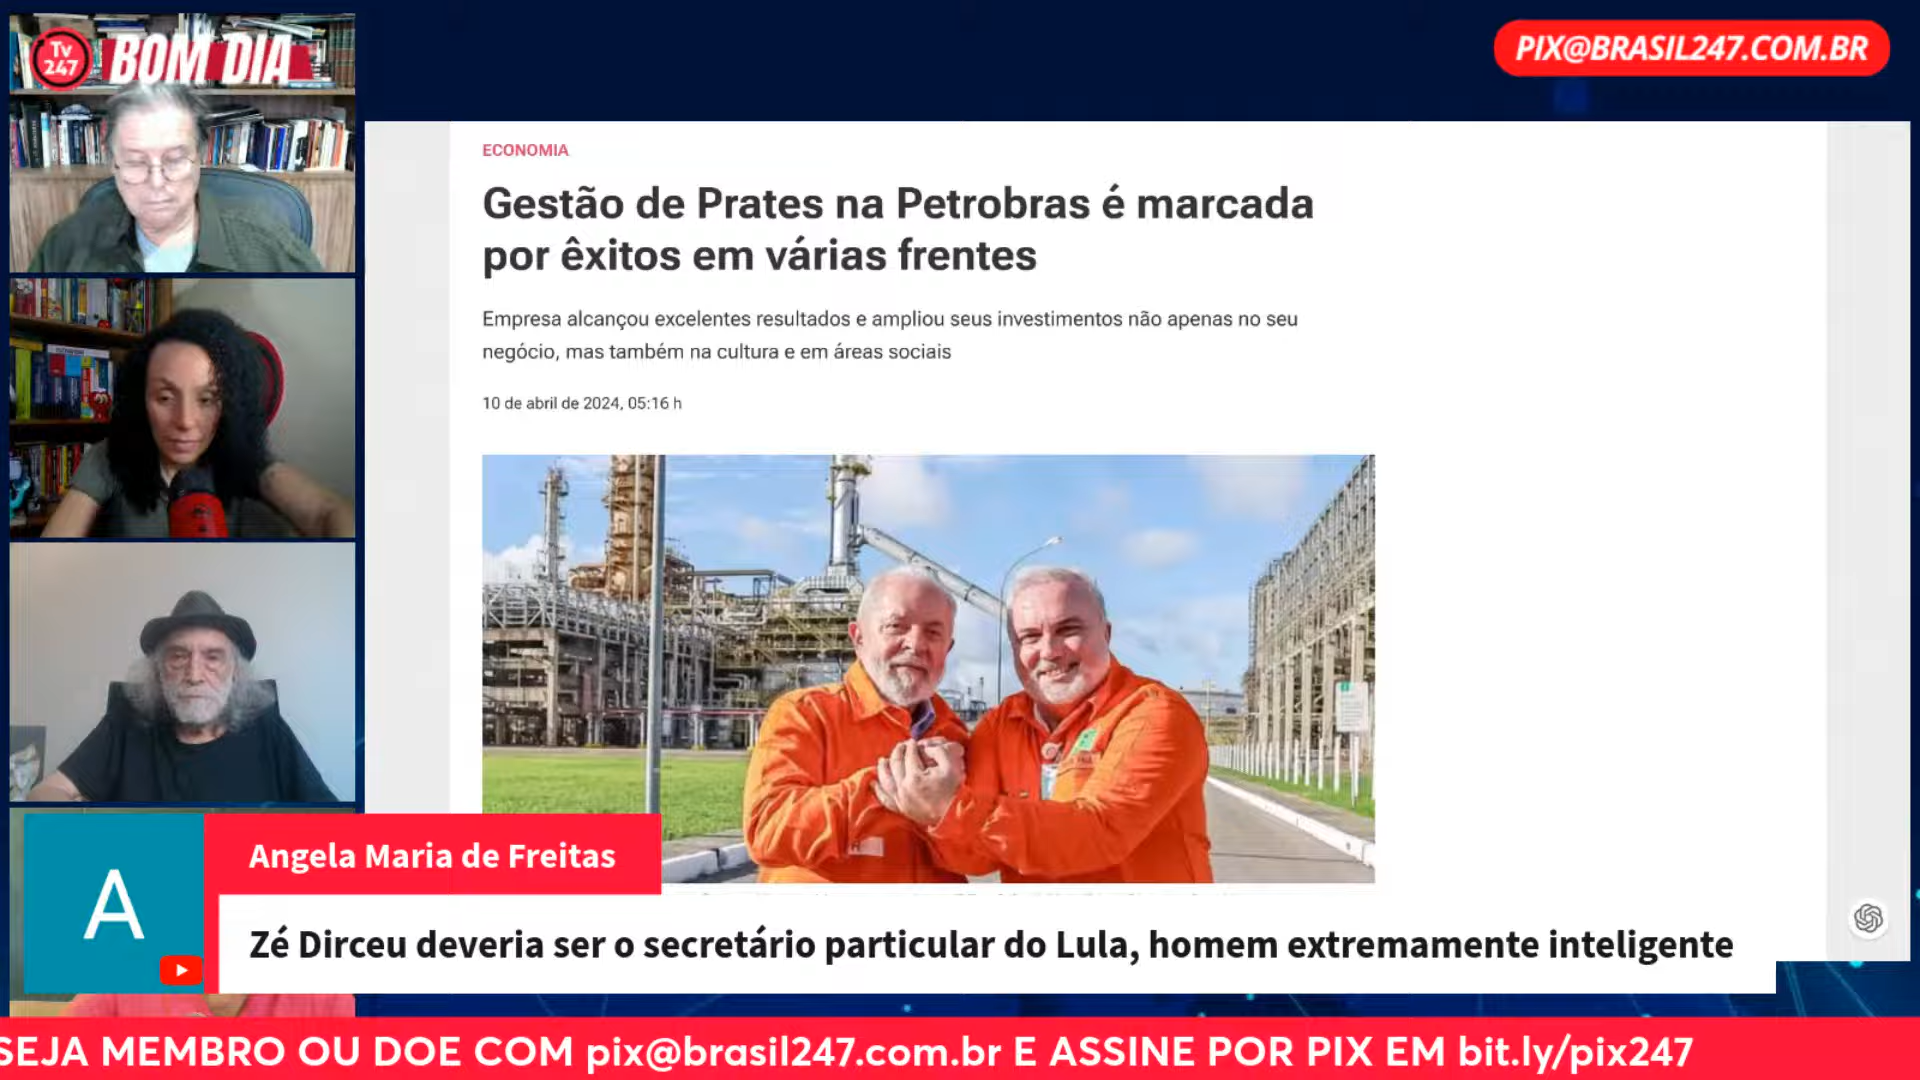 Tv
247
BOM DIA
PIX@BRASIL247.COM.BR
ECONOMIA
Gestão de Prates na Petrobras é marcada
por êxitos em várias frentes
Empresa alcançou excelentes resultados e ampliou seus investimentos não apenas no seu
negócio, mas também na cultura e em áreas sociais
10 de abril de 2024, 05:16 h
A
Angela Maria de Freitas
Zé Dirceu deveria ser o secretário particular do Lula, homem extremamente inteligente
SEJA MEMBRO OU DOE COM pix@brasil247.com.br E ASSINE POR PIX EM bit.ly/pix247